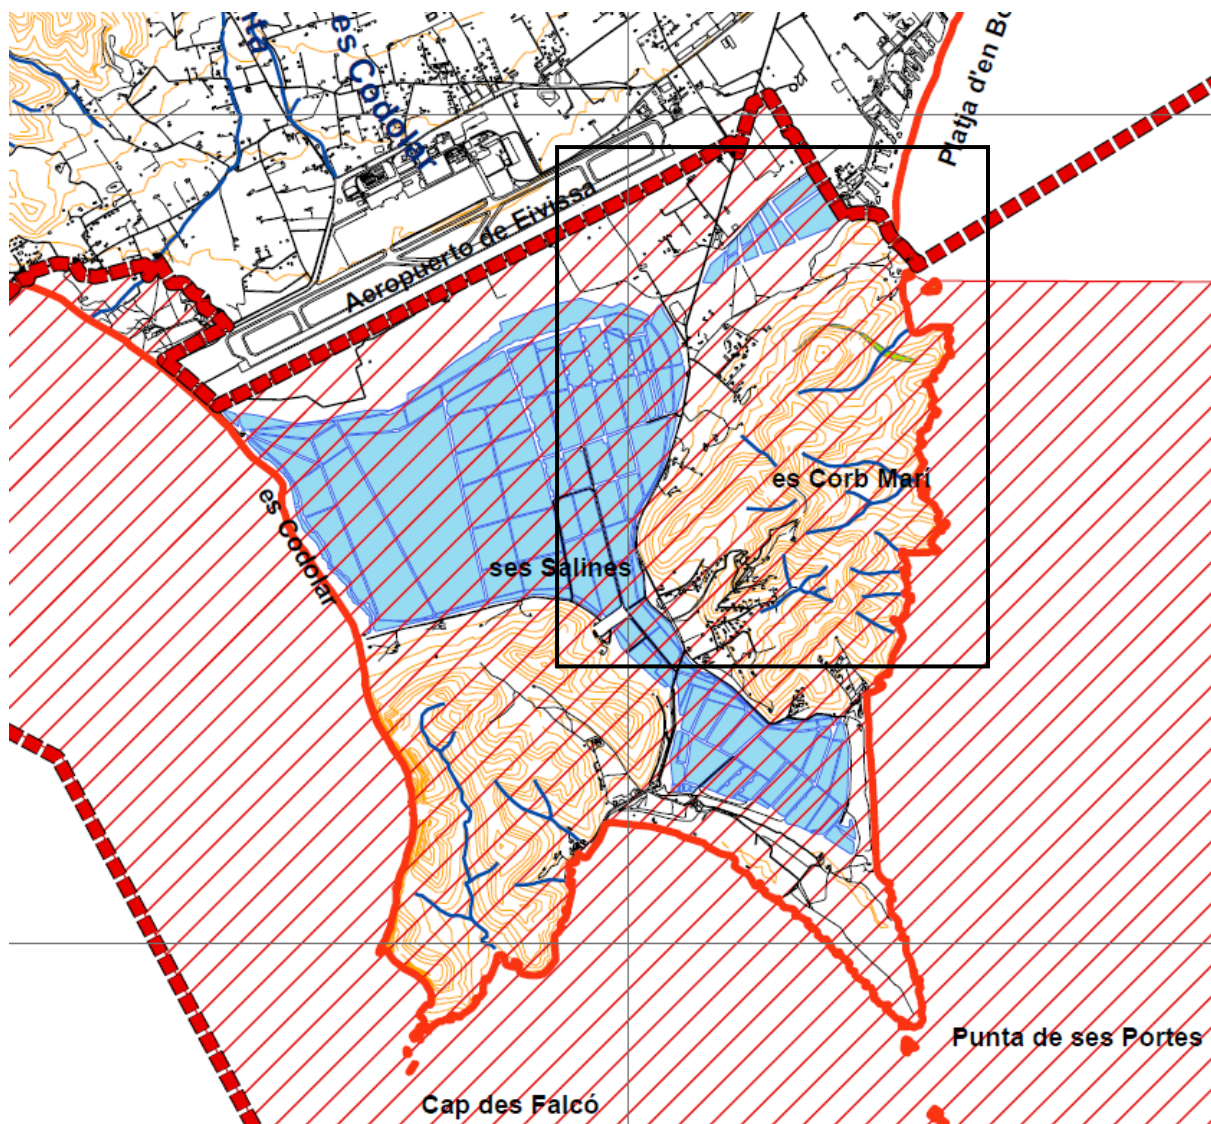 es Codolar
Platja d'en Bo
Aeropuerto de Eivissa
es Corb Marí
es Codolar
ses Salines
Punta de ses Portes
Cap des Falcó